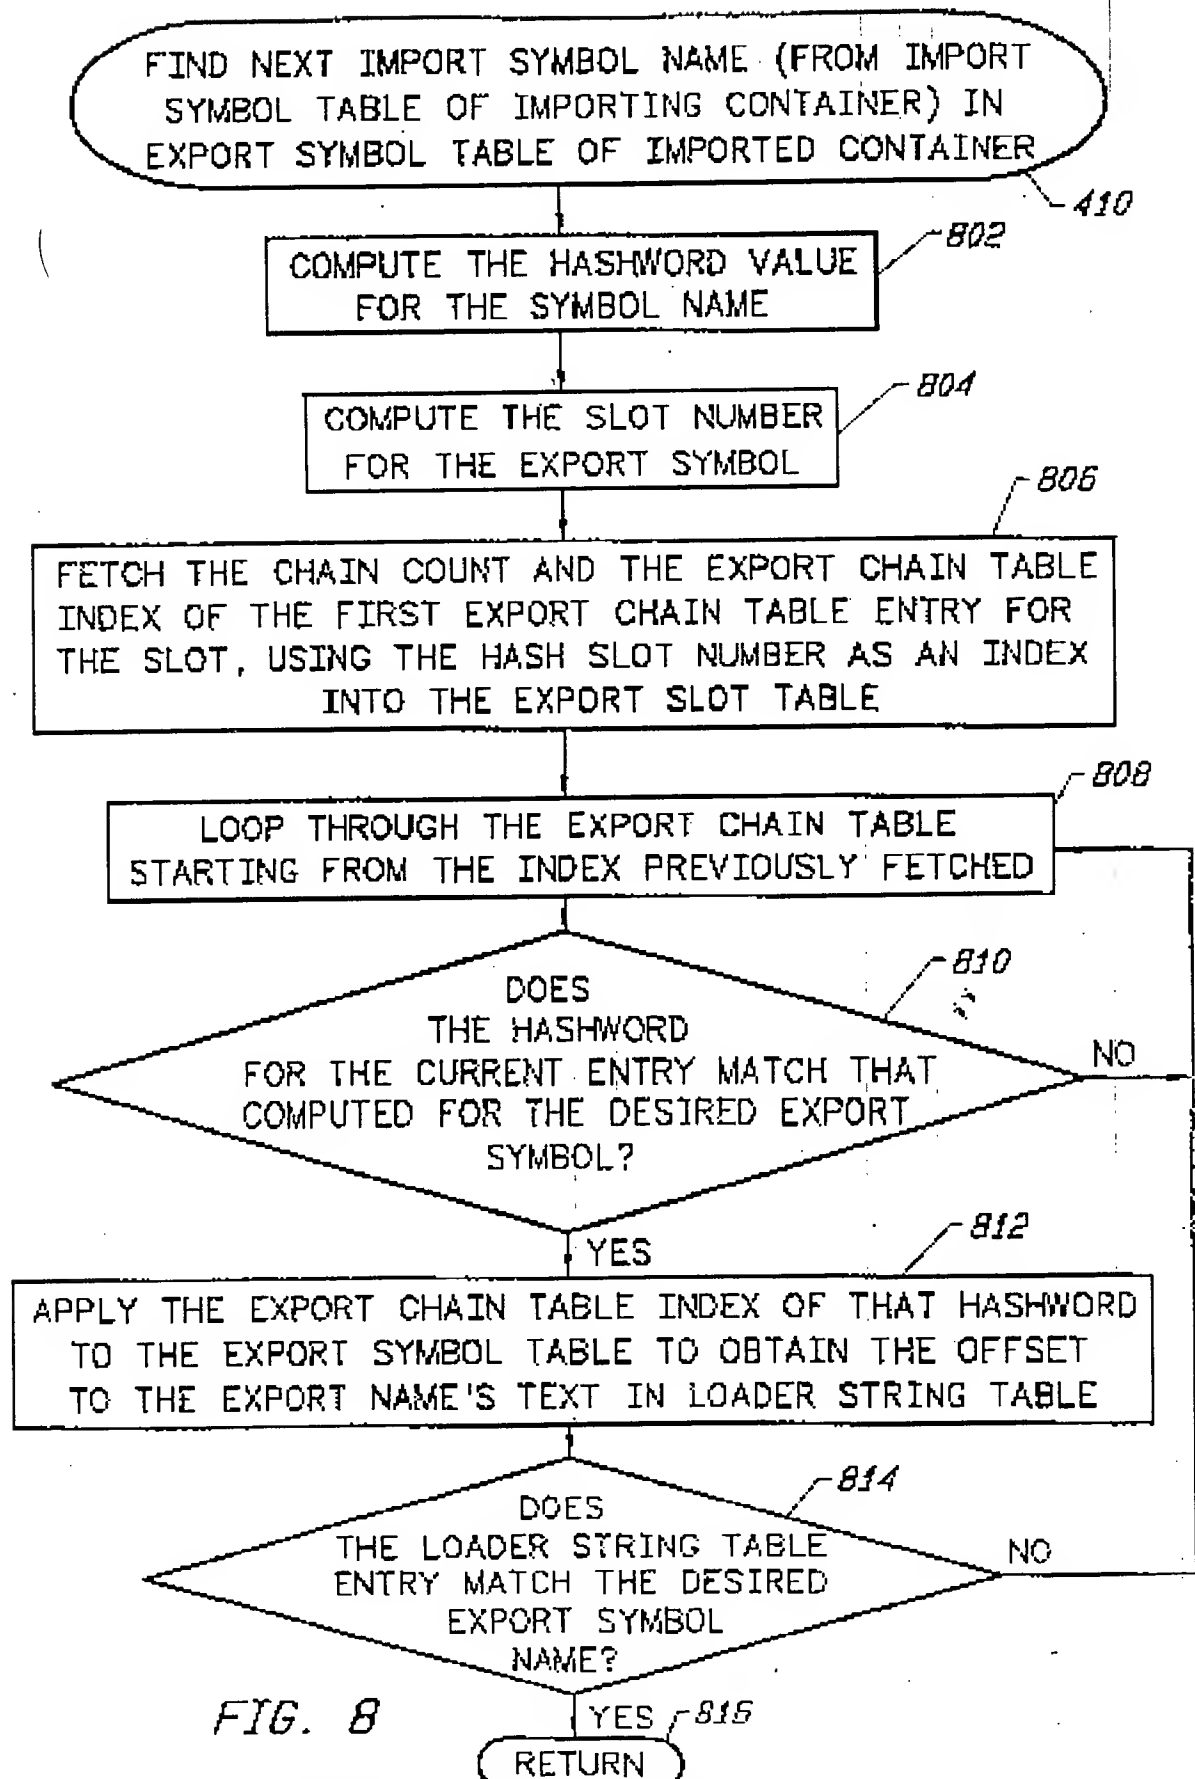 FIND NEXT IMPORT SYMBOL NAME (FROM IMPORT
SYMBOL TABLE OF IMPORTING CONTAINER) IN
EXPORT SYMBOL TABLE OF IMPORTED CONTAINER
410
802
COMPUTE THE HASHWORD VALUE
FOR THE SYMBOL NAME
804
COMPUTE THE SLOT NUMBER
FOR THE EXPORT SYMBOL
806
FETCH THE CHAIN COUNT AND THE EXPORT CHAIN TABLE
INDEX OF THE FIRST EXPORT CHAIN TABLE ENTRY FOR
THE SLOT, USING THE HASH SLOT NUMBER AS AN INDEX
INTO THE EXPORT SLOT TABLE
808
LOOP THROUGH THE EXPORT CHAIN TABLE
STARTING FROM THE INDEX PREVIOUSLY FETCHED
810
DOES
THE HASHWORD
FOR THE CURRENT ENTRY MATCH THAT
COMPUTED FOR THE DESIRED EXPORT
SYMBOL?
NO
YES
812
APPLY THE EXPORT CHAIN TABLE INDEX OF THAT HASHWORD
TO THE EXPORT SYMBOL TABLE TO OBTAIN THE OFFSET
TO THE EXPORT NAME'S TEXT IN LOADER STRING TABLE
814
DOES
THE LOADER STRING TABLE
ENTRY MATCH THE DESIRED
EXPORT SYMBOL
NAME?
NO
YES
816
RETURN
FIG. 8